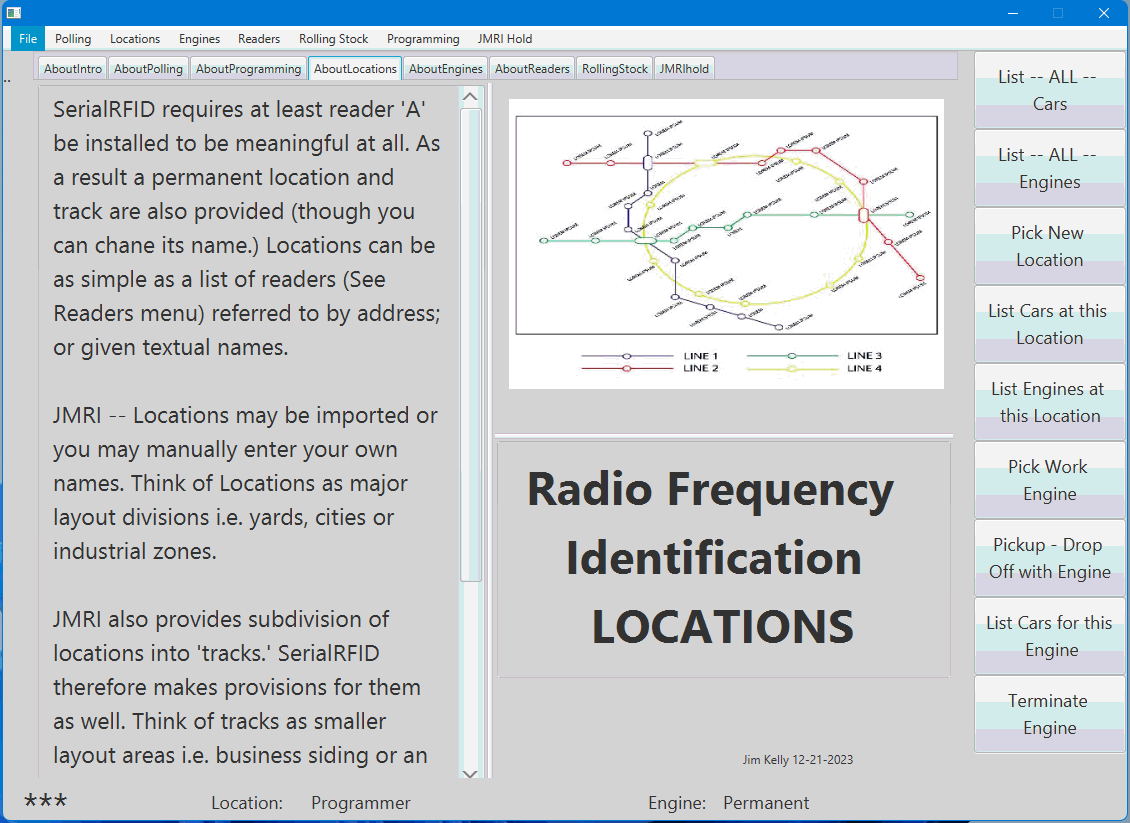 File Polling Locations Engines Readers Rolling Stock Programming JMRI Hold
AboutIntro AboutPolling AboutProgramming AboutLocations AboutEngines AboutReaders RollingStock JMRIhold
..
SerialRFID requires at least reader 'A'
be installed to be meaningful at all. As
a result a permanent location and
track are also provided (though you
can chane its name.) Locations can be
as simple as a list of readers (See
Readers menu) referred to by address;
or given textual names.
JMRI -- Locations may be imported or
you may manually enter your own
names. Think of Locations as major
layout divisions i.e. yards, cities or
industrial zones.
JMRI also provides subdivision of
locations into 'tracks.' SerialRFID
therefore makes provisions for them
as well. Think of tracks as smaller
layout areas i.e. business siding or an
LINE 1
LINE 2
LINE 3
LINE 4
Radio Frequency
Identification
LOCATIONS
Jim Kelly 12-21-2023
List -- ALL --
Cars
List -- ALL --
Engines
Pick New
Location
List Cars at this
Location
List Engines at
this Location
Pick Work
Engine
Pickup - Drop
Off with Engine
List Cars for this
Engine
Terminate
Engine
*** Location: Programmer Engine: Permanent